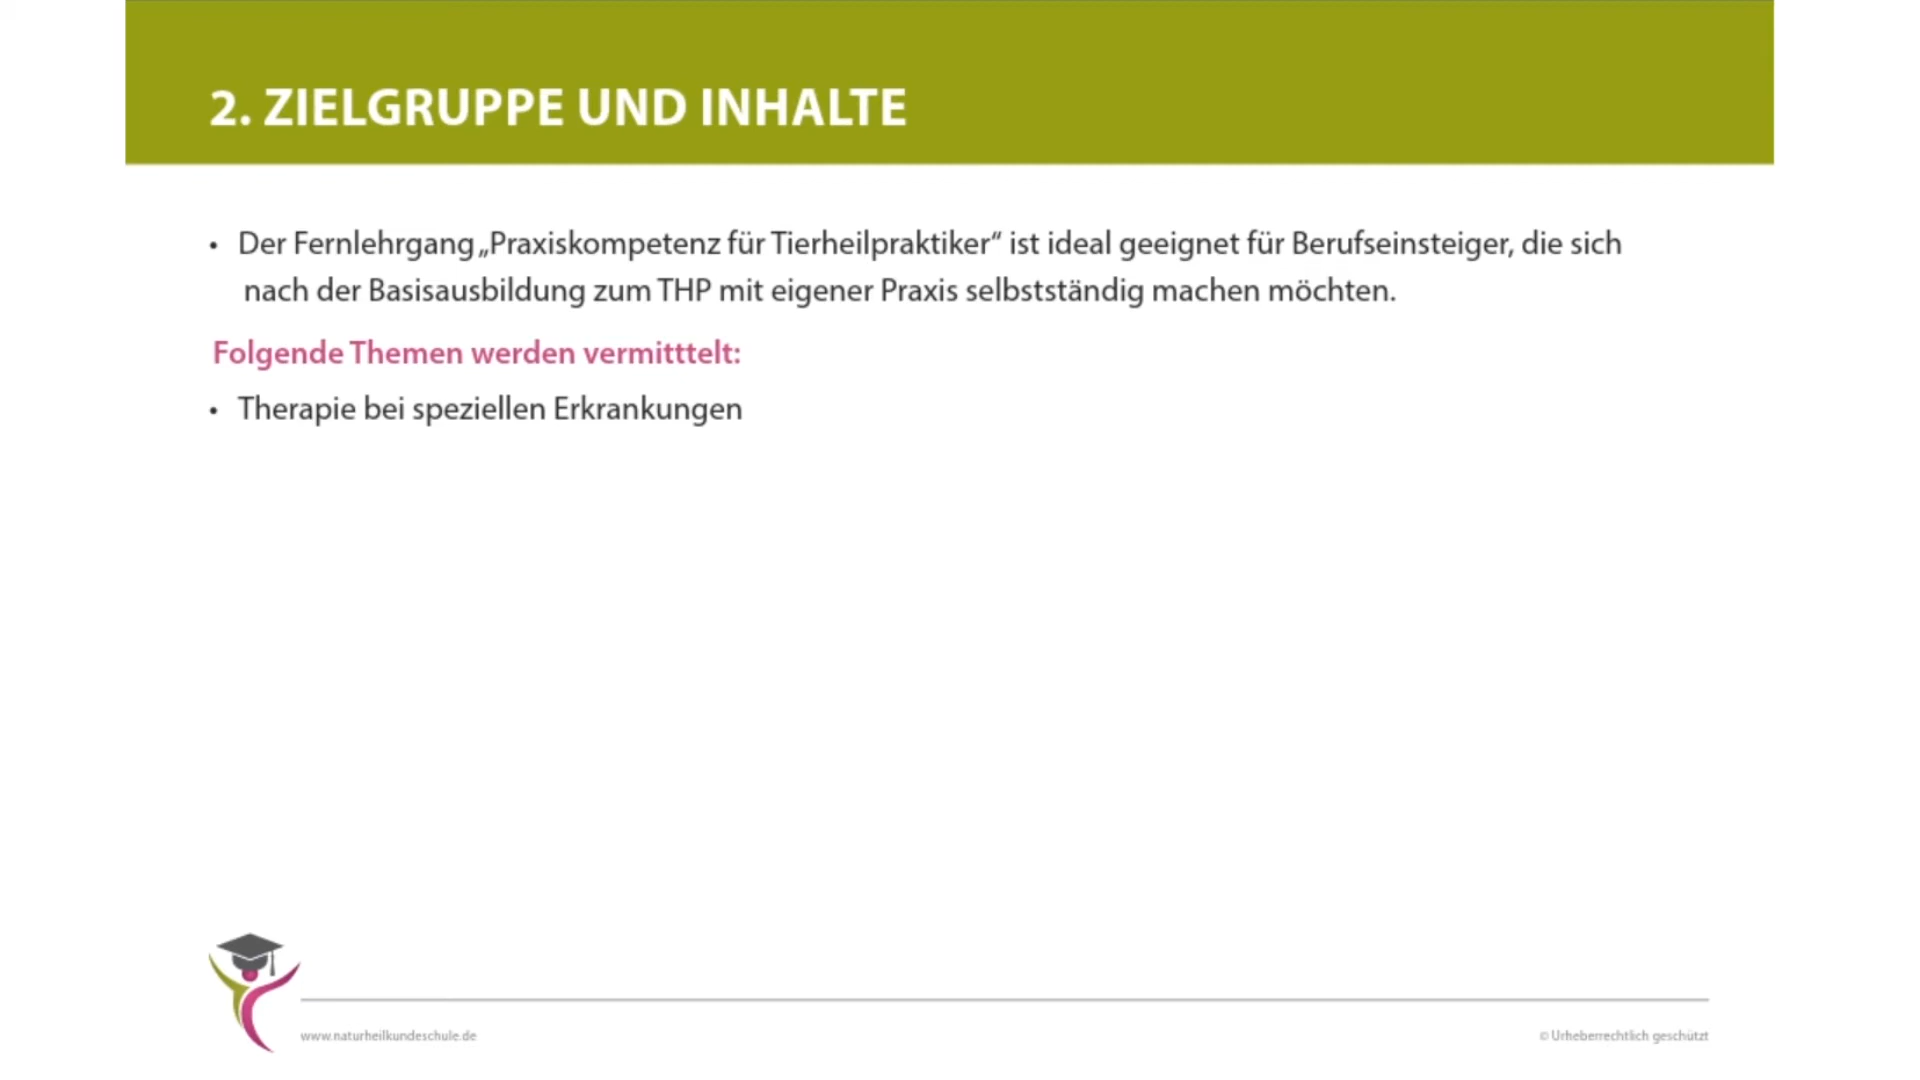 2. ZIELGRUPPE UND INHALTE
• Der Fernlehrgang „Praxiskompetenz für Tierheilpraktiker“ ist ideal geeignet für Berufseinsteiger, die sich
nach der Basisausbildung zum THP mit eigener Praxis selbstständig machen möchten.
Folgende Themen werden vermitttelt:
• Therapie bei speziellen Erkrankungen
www.naturheilkundeschule.de
© Urheberrechtlich geschützt